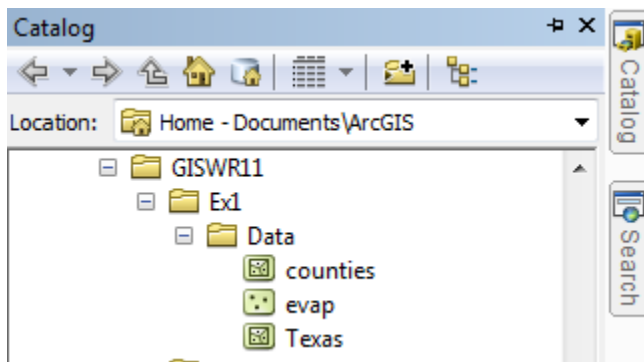 Catalog
Location: Home - Documents\ArcGIS
GISWR11
Ex1
Data
counties
evap
Texas
Catalog
Search